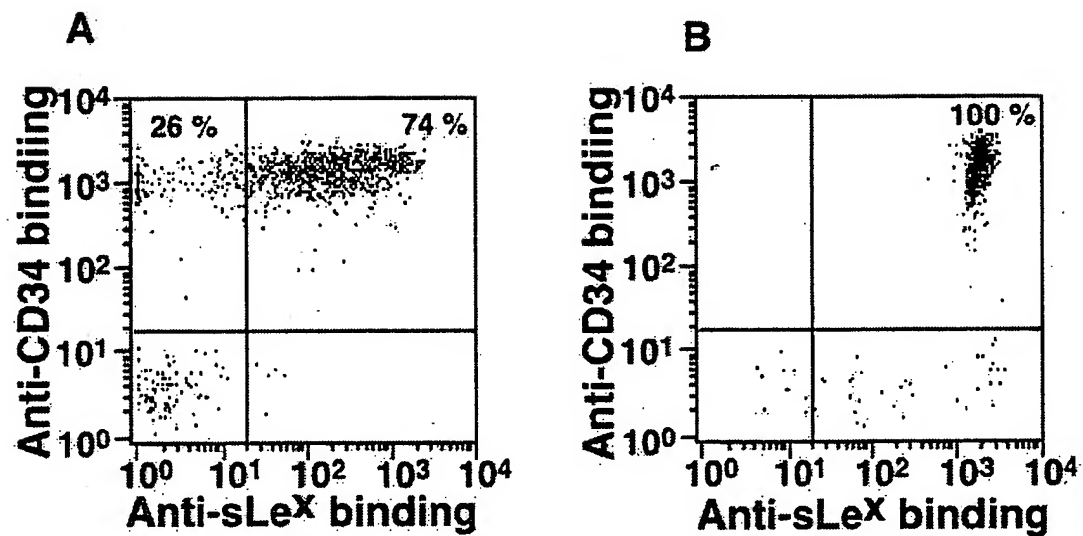 A
Anti-CD34 bindiing
10⁴
10³
10²
10¹
10⁰
26 %
74 %
10⁰ 10¹ 10² 10³ 10⁴
Anti-sLeˣ binding
B
Anti-CD34 bindiing
10⁴
10³
10²
10¹
10⁰
100 %
10⁰ 10¹ 10² 10³ 10⁴
Anti-sLeˣ binding